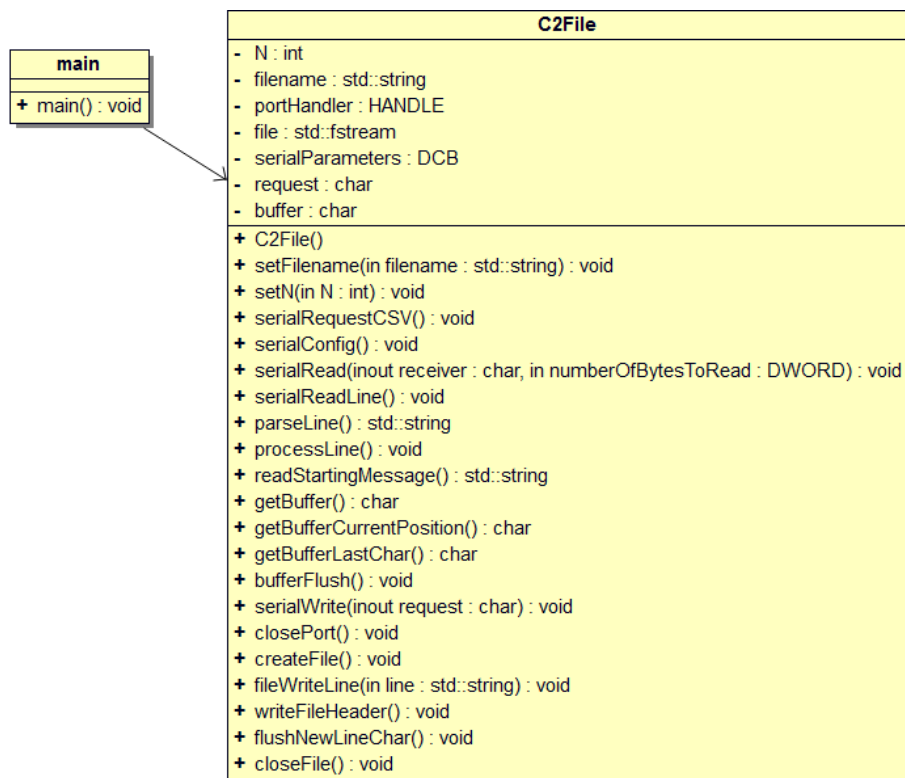 main
+ main() : void
C2File
- N : int
- filename : std::string
- portHandler : HANDLE
- file : std::fstream
- serialParameters : DCB
- request : char
- buffer : char
+ C2File()
+ setFilename(in filename : std::string) : void
+ setN(in N : int) : void
+ serialRequestCSV() : void
+ serialConfig() : void
+ serialRead(inout receiver : char, in numberOfBytesToRead : DWORD) : void
+ serialReadLine() : void
+ parseLine() : std::string
+ processLine() : void
+ readStartingMessage() : std::string
+ getBuffer() : char
+ getBufferCurrentPosition() : char
+ getBufferLastChar() : char
+ bufferFlush() : void
+ serialWrite(inout request : char) : void
+ closePort() : void
+ createFile() : void
+ fileWriteLine(in line : std::string) : void
+ writeFileHeader() : void
+ flushNewLineChar() : void
+ closeFile() : void